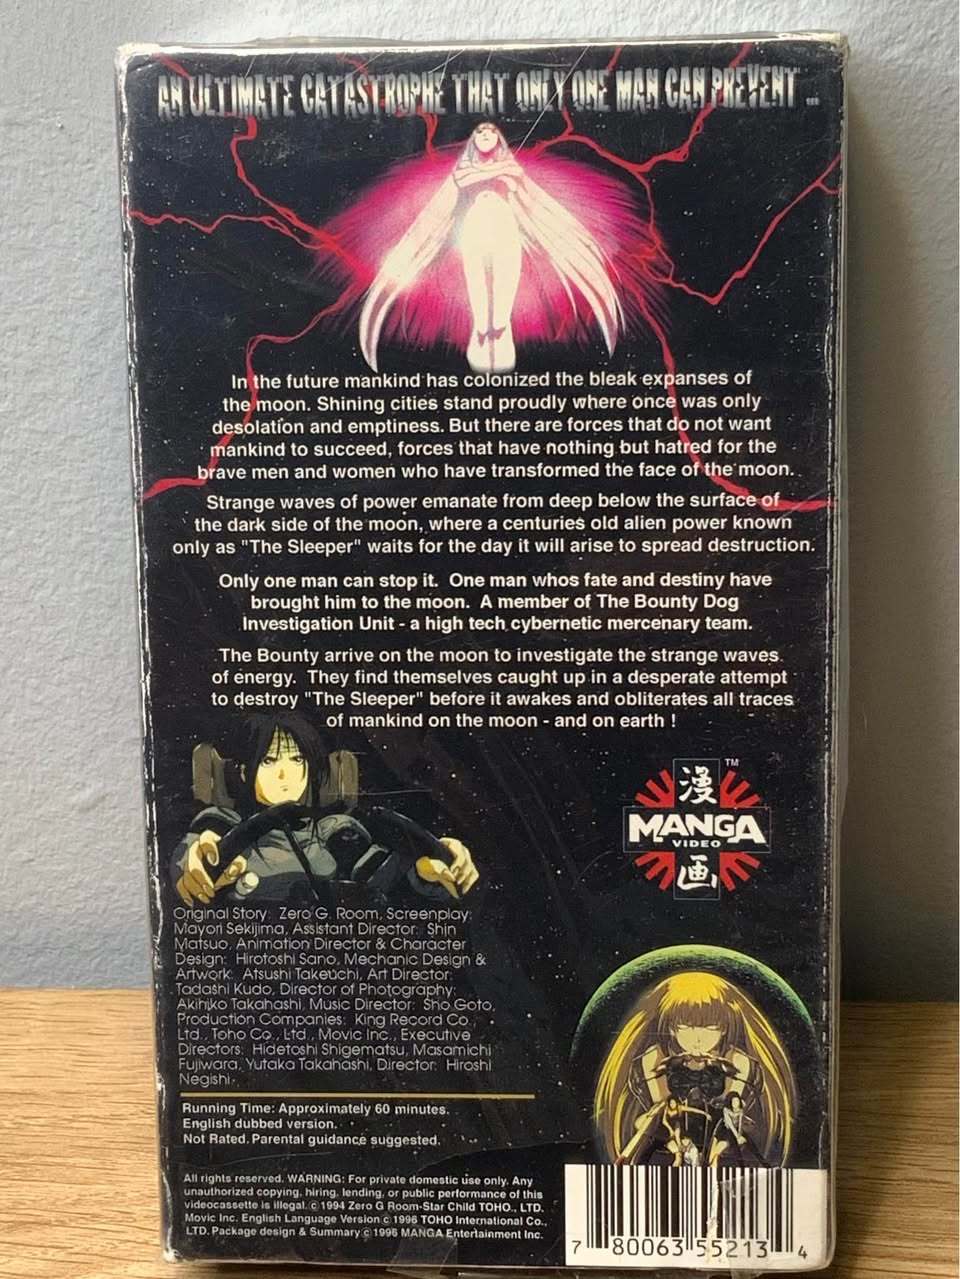 AN ULTIMATE CATASTROPHE THAT ONLY ONE MAN CAN PREVENT ...
In the future mankind has colonized the bleak expanses of
the moon. Shining cities stand proudly where once was only
desolation and emptiness. But there are forces that do not want
mankind to succeed, forces that have nothing but hatred for the
brave men and women who have transformed the face of the moon.
Strange waves of power emanate from deep below the surface of
the dark side of the moon, where a centuries old alien power known
only as "The Sleeper" waits for the day it will arise to spread destruction.
Only one man can stop it. One man whos fate and destiny have
brought him to the moon. A member of The Bounty Dog
Investigation Unit - a high tech cybernetic mercenary team.
The Bounty arrive on the moon to investigate the strange waves
of energy. They find themselves caught up in a desperate attempt
to destroy "The Sleeper" before it awakes and obliterates all traces
of mankind on the moon - and on earth !
漫
TM
MANGA
VIDEO
画
Original Story: Zero G. Room, Screenplay:
Mayori Sekijima, Assistant Director: Shin
Matsuo, Animation Director & Character
Design: Hirotoshi Sano, Mechanic Design &
Artwork: Atsushi Takeuchi, Art Director:
Tadashi Kudo, Director of Photography:
Akihiko Takahashi, Music Director: Sho Goto,
Production Companies: King Record Co.,
Ltd., Toho Co., Ltd., Movic Inc., Executive
Directors: Hidetoshi Shigematsu, Masamichi
Fujiwara, Yutaka Takahashi, Director: Hiroshi
Negishi.
Running Time: Approximately 60 minutes.
English dubbed version.
Not Rated. Parental guidance suggested.
All rights reserved. WARNING: For private domestic use only. Any
unauthorized copying, hiring, lending, or public performance of this
videocassette is illegal. © 1994 Zero G Room-Star Child TOHO., LTD.
Movic Inc. English Language Version © 1996 TOHO International Co.,
LTD. Package design & Summary © 1996 MANGA Entertainment Inc.
7 80063 55213 4